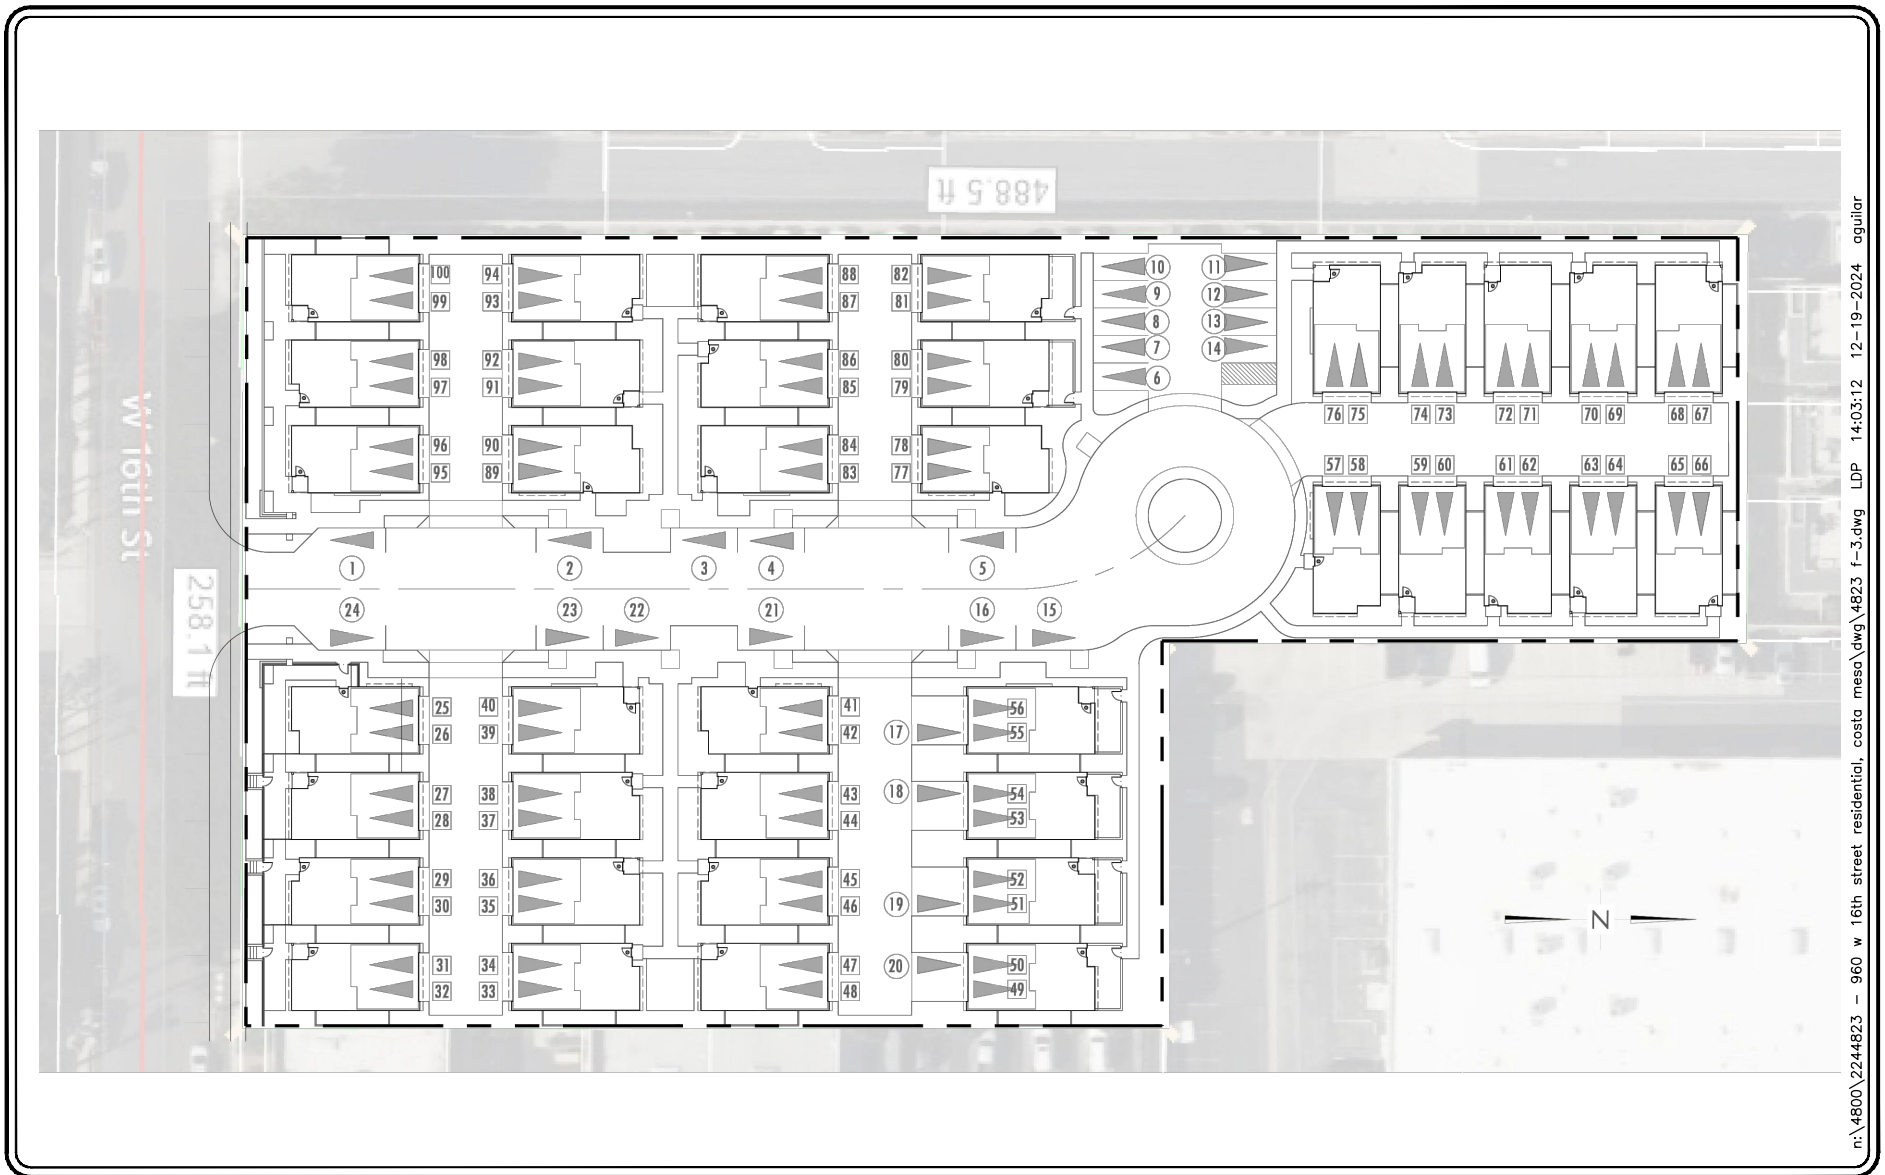 488.5 ft
W 16th St
258.1 ft
100 94 88 82 10 11
99 93 87 81 9 12
98 92 86 80 8 13
97 91 85 79 7 14
6
96 90 84 78
95 89 83 77
76 75 74 73 72 71 70 69 68 67
57 58 59 60 61 62 63 64 65 66
1 2 3 4 5
24 23 22 21 16 15
25 40 41 56
26 39 42 17 55
27 38 43 18 54
28 37 44 53
29 36 45 52
30 35 46 19 51
31 34 47 20 50
32 33 48 49
N
n:\4800\2244823 - 960 w 16th street residential, costa mesa\dwg\4823 f-3.dwg LDP 14:03:12 12-19-2024 aguilar